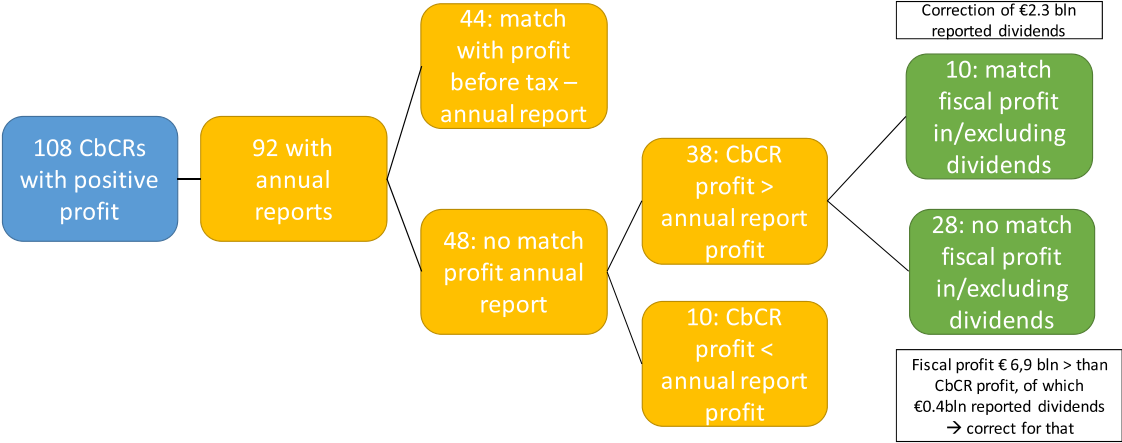 108 CbCRs
with positive
profit
92 with
annual
reports
44: match
with profit
before tax –
annual report
48: no match
profit annual
report
38: CbCR
profit >
annual report
profit
10: CbCR
profit <
annual report
profit
Correction of €2.3 bln
reported dividends
10: match
fiscal profit
in/excluding
dividends
28: no match
fiscal profit
in/excluding
dividends
Fiscal profit € 6,9 bln > than
CbCR profit, of which
€0.4bln reported dividends
→ correct for that